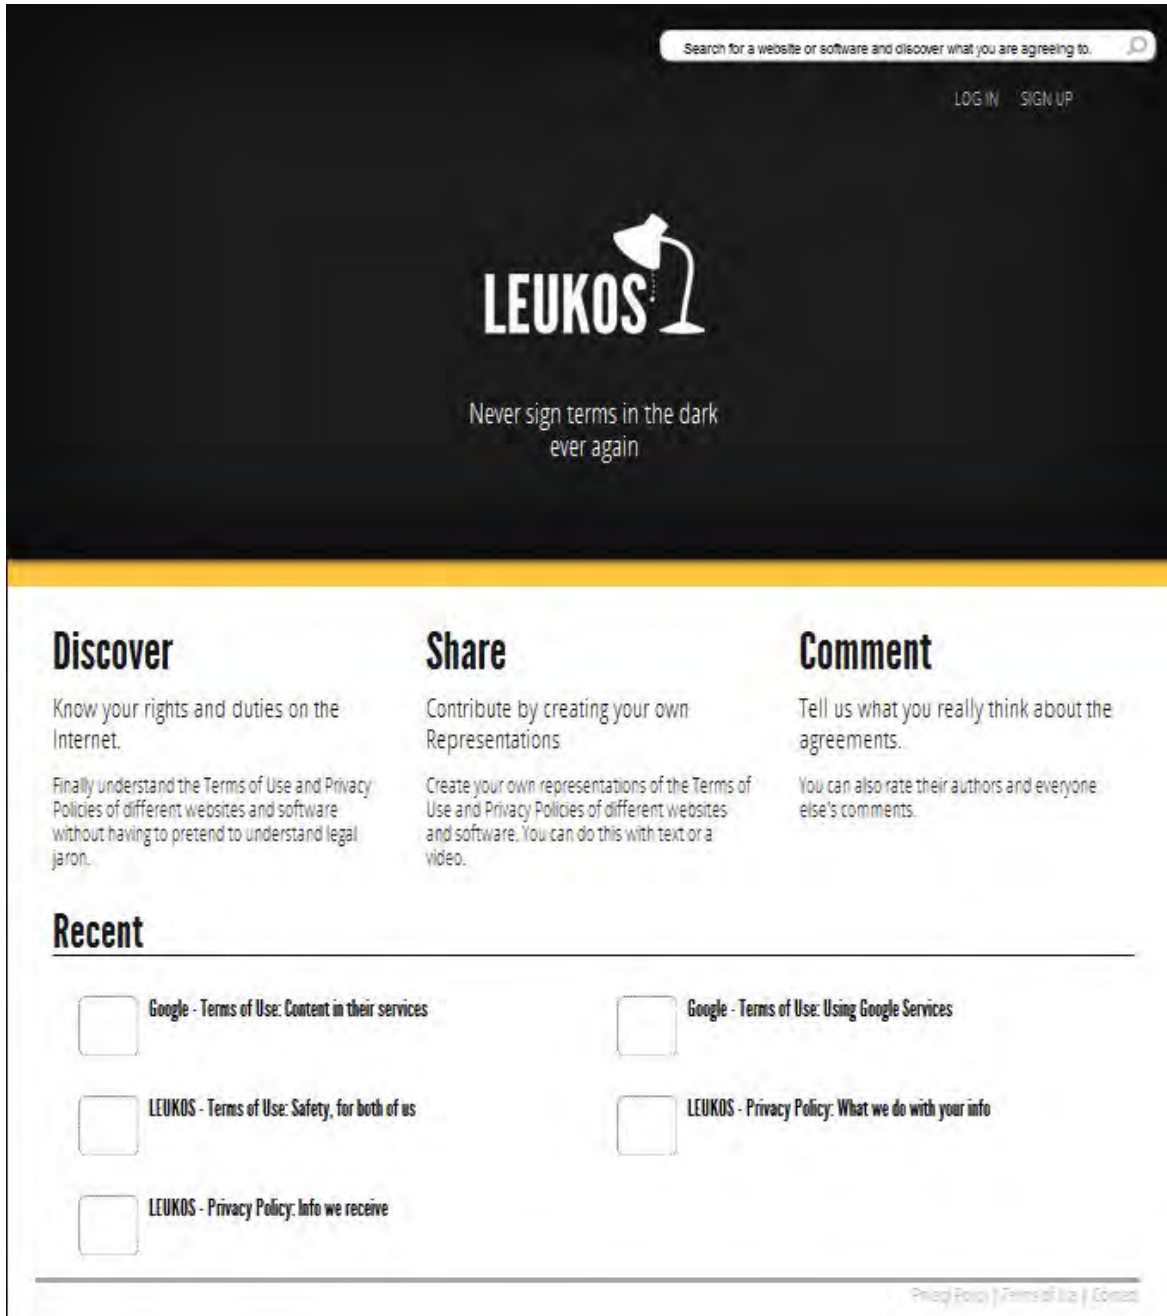 Search for a website or software and discover what you are agreeing to.
LOG IN SIGN UP
LEUKOS
Never sign terms in the dark
ever again
Discover
Know your rights and duties on the
Internet.
Finally understand the Terms of Use and Privacy
Policies of different websites and software
without having to pretend to understand legal
jaron.
Share
Contribute by creating your own
Representations
Create your own representations of the Terms of
Use and Privacy Policies of different websites
and software. You can do this with text or a
video.
Comment
Tell us what you really think about the
agreements.
You can also rate their authors and everyone
else's comments.
Recent
Google - Terms of Use: Content in their services
Google - Terms of Use: Using Google Services
LEUKOS - Terms of Use: Safety, for both of us
LEUKOS - Privacy Policy: What we do with your info
LEUKOS - Privacy Policy: Info we receive
Privacy Policy | Terms of Use | Contact